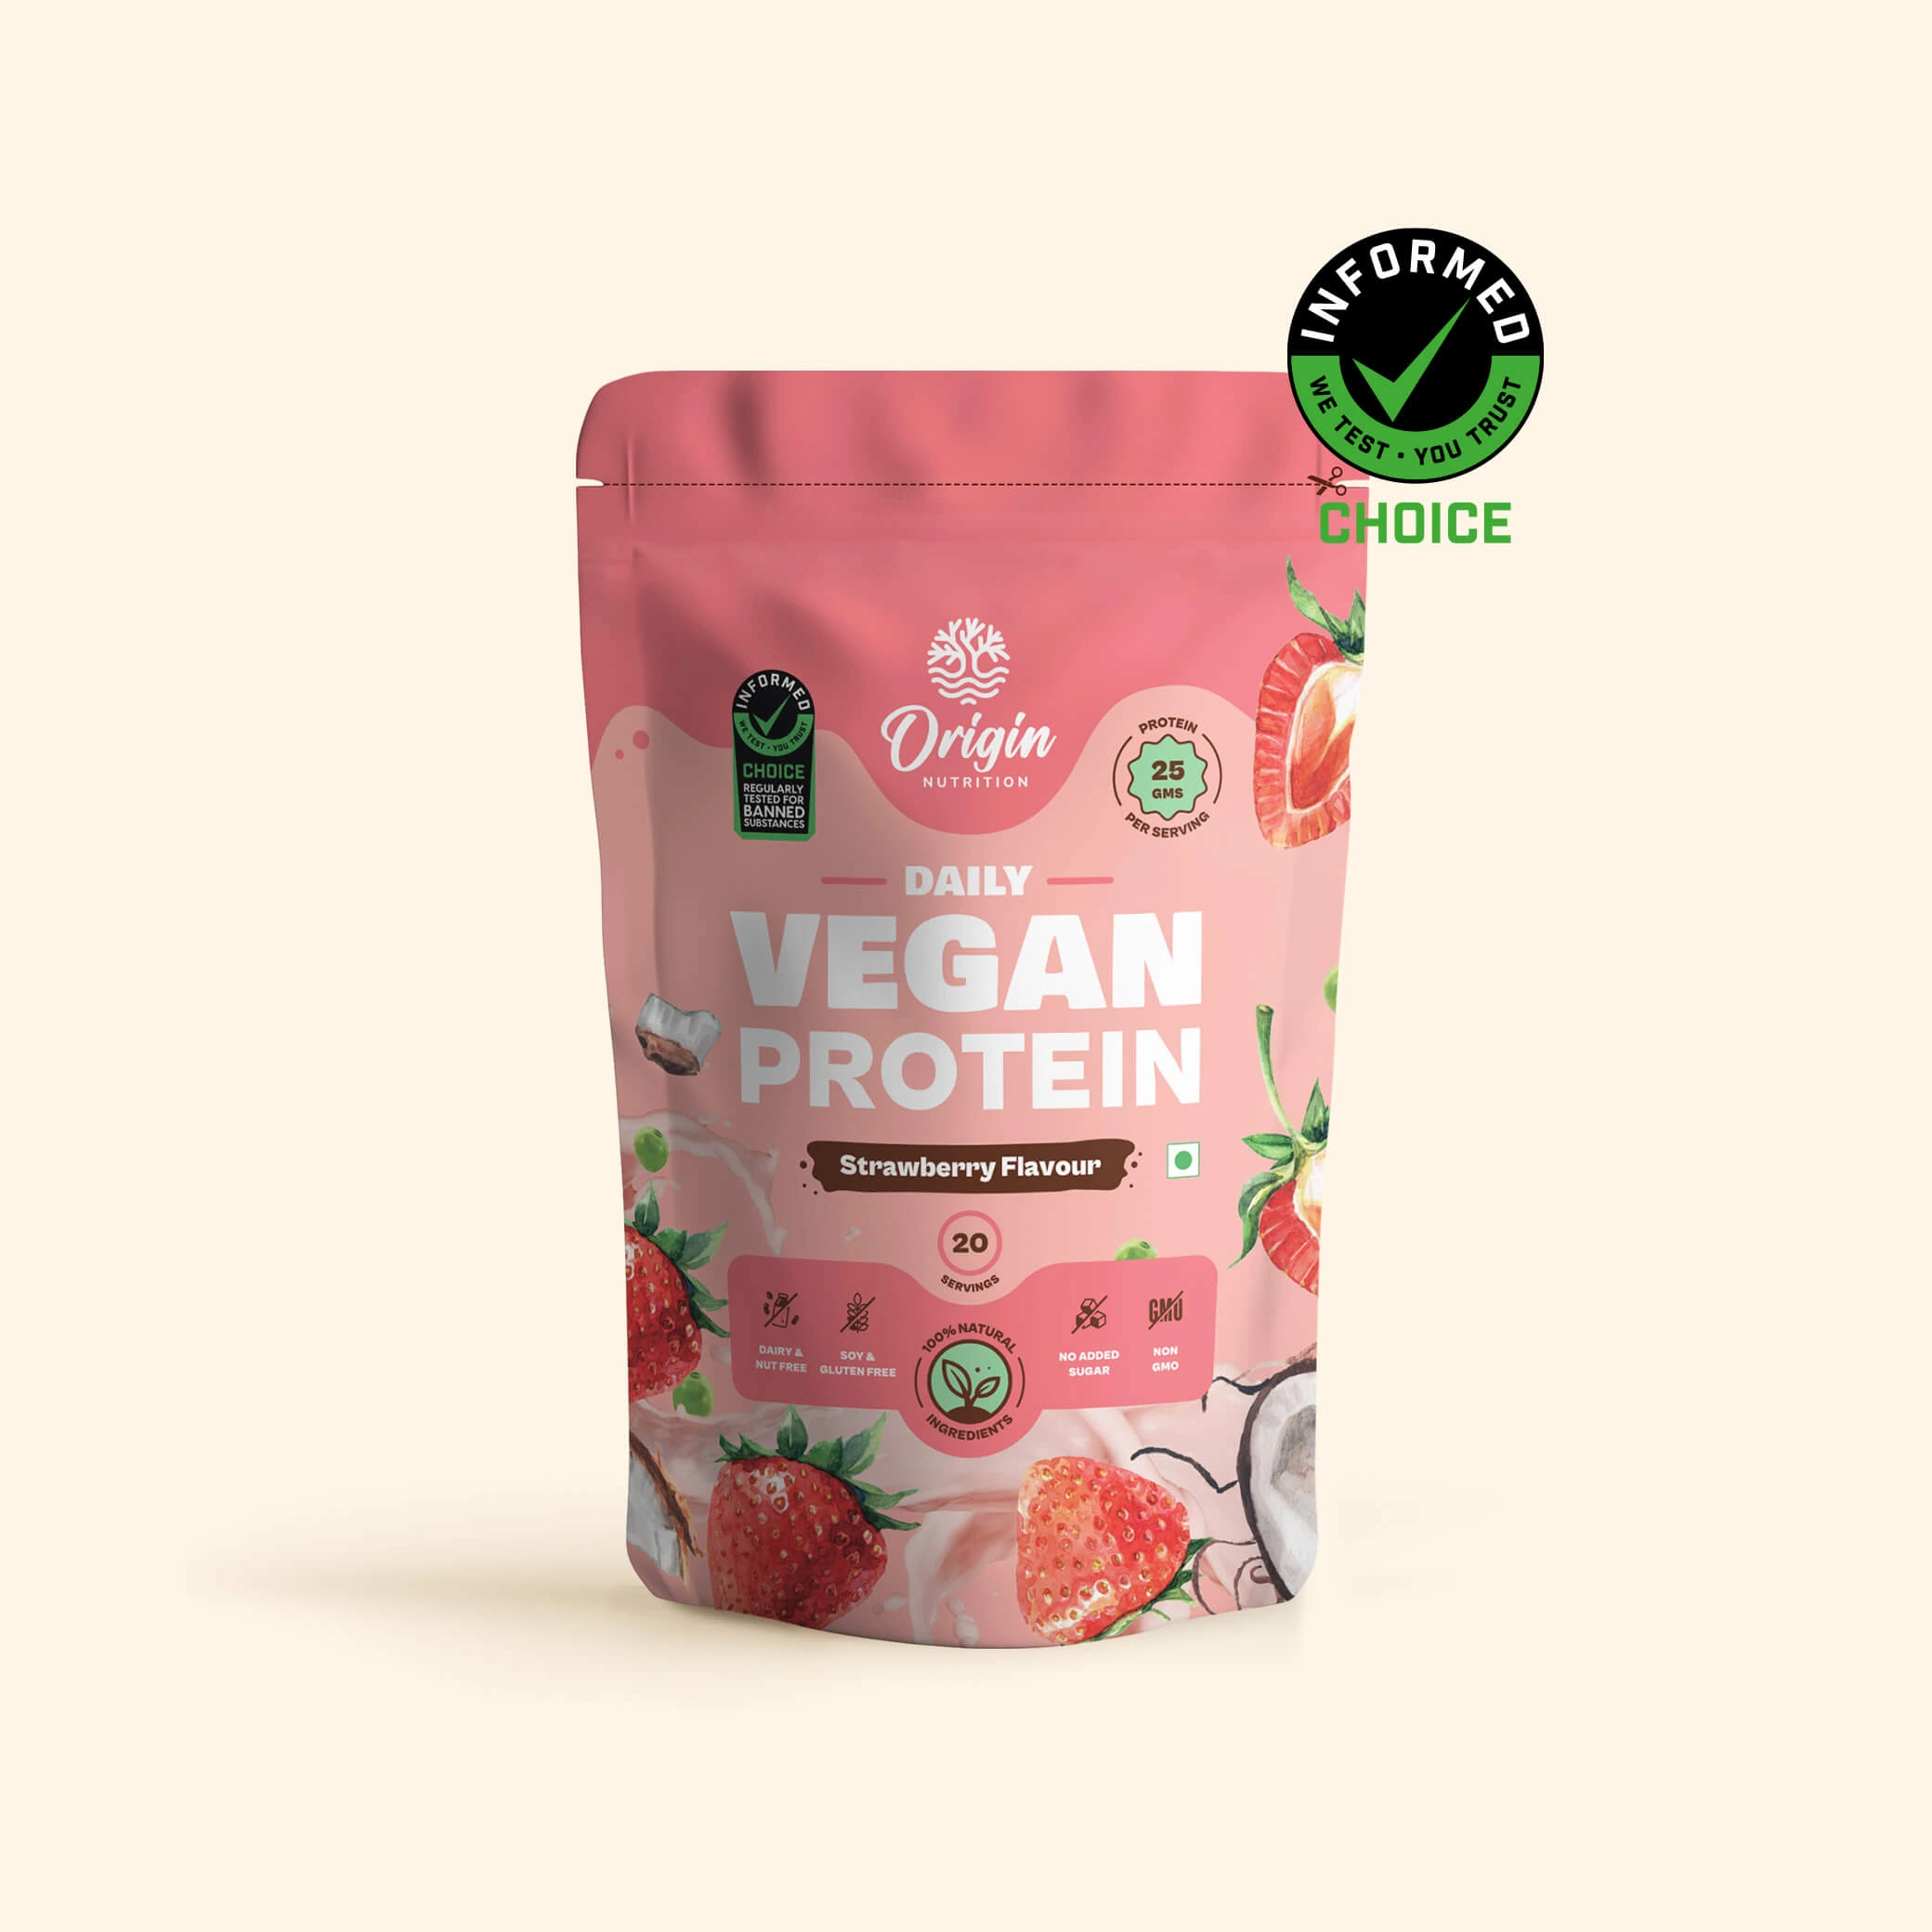 INFORMED
WE TEST • YOU TRUST
CHOICE
INFORMED
WE TEST • YOU TRUST
CHOICE
REGULARLY
TESTED FOR
BANNED
SUBSTANCES
Origin
NUTRITION
PROTEIN
25
GMS
PER SERVING
DAILY
VEGAN
PROTEIN
Strawberry Flavour
20
SERVINGS
DAIRY &
NUT FREE
SOY &
GLUTEN FREE
100% NATURAL
INGREDIENTS
NO ADDED
SUGAR
GMO
NON
GMO